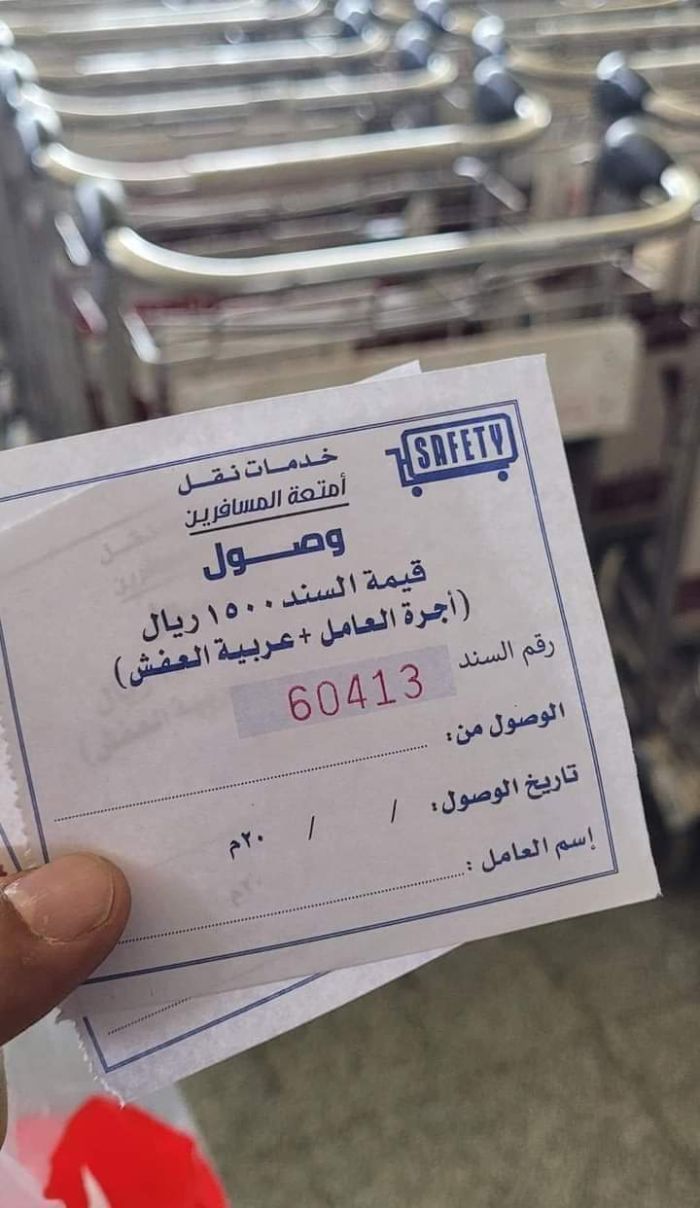 SAFETY
خدمات نقل
أمتعة المسافرين
وصول
قيمة السند ١٥٠٠ ريال
(أجرة العامل + عربية العفش)
رقم السند 60413
الوصول من:
تاريخ الوصول: / / ٢٠م
إسم العامل: